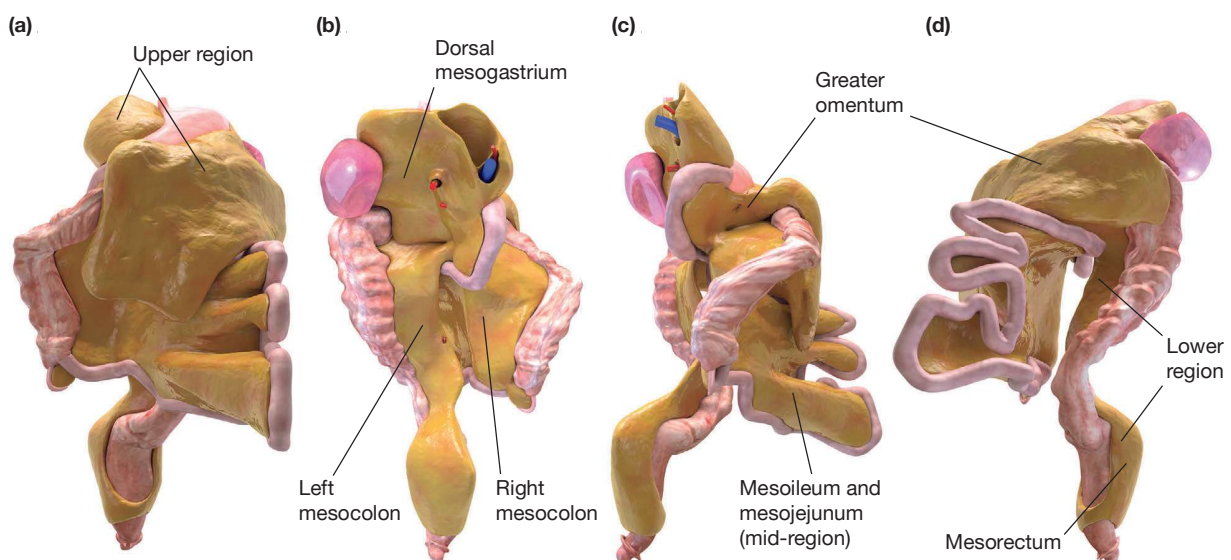 (a)
(b)
(c)
(d)
Upper region
Dorsal
mesogastrium
Greater
omentum
Lower
region
Left
mesocolon
Right
mesocolon
Mesoileum and
mesojejunum
(mid-region)
Mesorectum